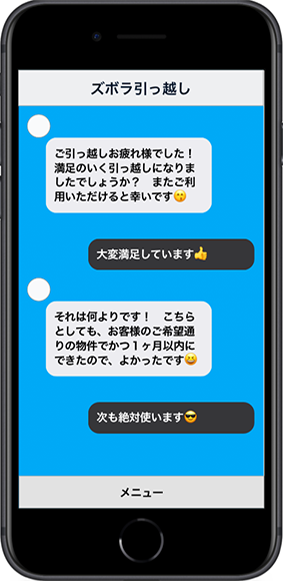 ズボラ引っ越し
ご引っ越しお疲れ様でした！
満足のいく引っ越しになりま
したでしょうか？　またご利
用いただけると幸いです😙
大変満足しています👍
それは何よりです！　こちら
としても、お客様のご希望通
りの物件でかつ１ヶ月以内に
できたので、よかったです😀
次も絶対使います😎
メニュー